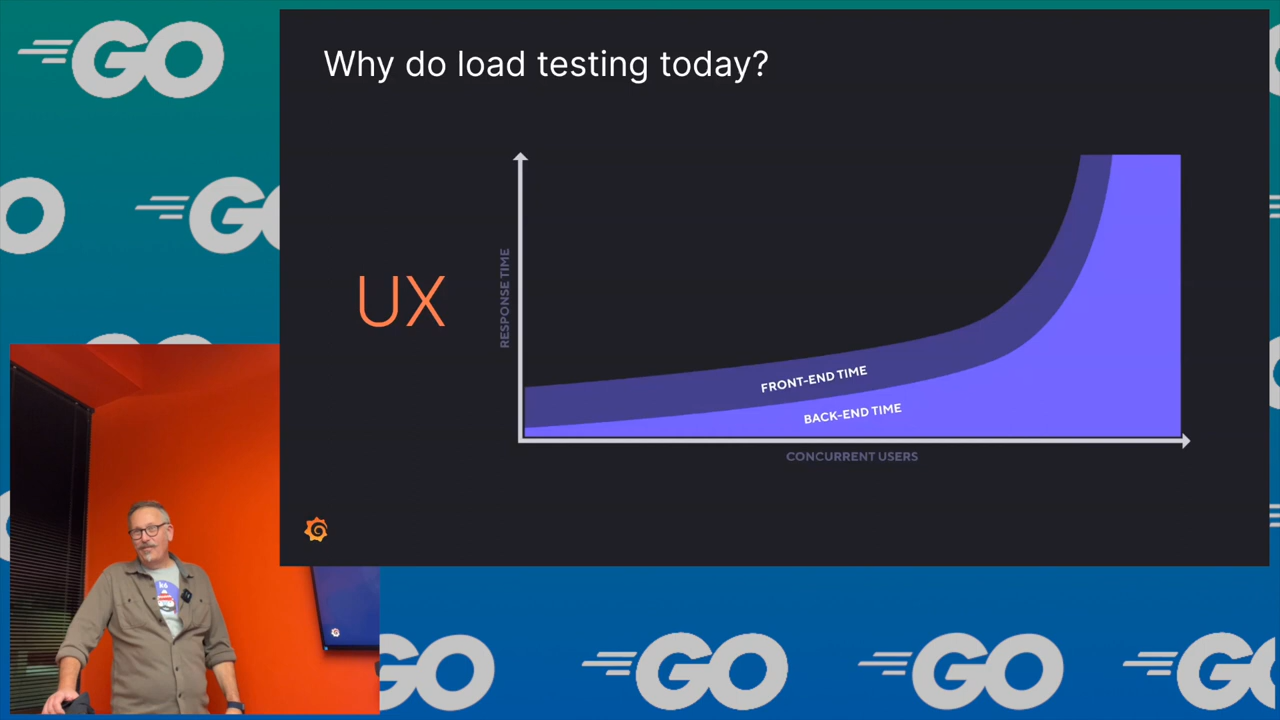 GO
Why do load testing today?
GO
UX
RESPONSE TIME
FRONT-END TIME
BACK-END TIME
CONCURRENT USERS
k6
GO
GO
GO
GO